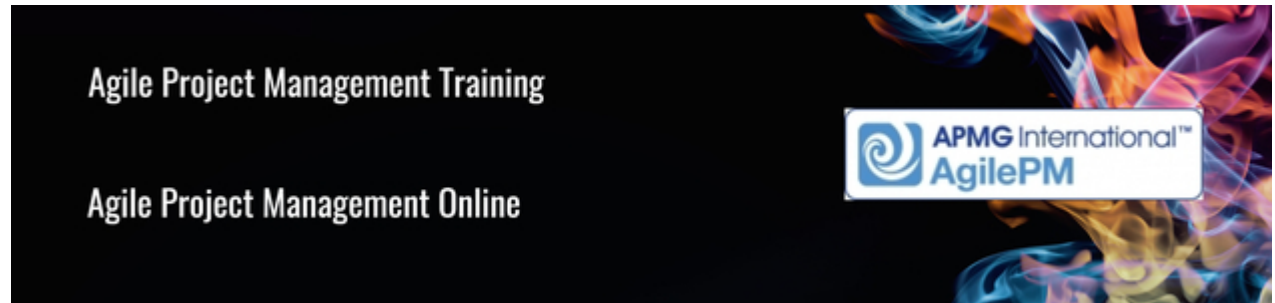 Agile Project Management Training
Agile Project Management Online
APMG International™
AgilePM